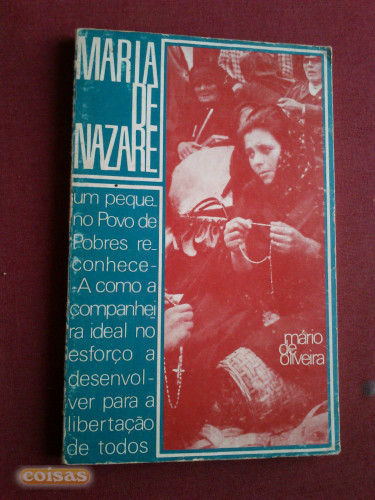 MARIA
DE
NAZARÉ
um peque-
no Povo de
Pobres re-
conhece-
-A como a
companhei
ra ideal no
esforço a
desenvol-
ver para a
libertação
de todos
mário
de
oliveira
coisas